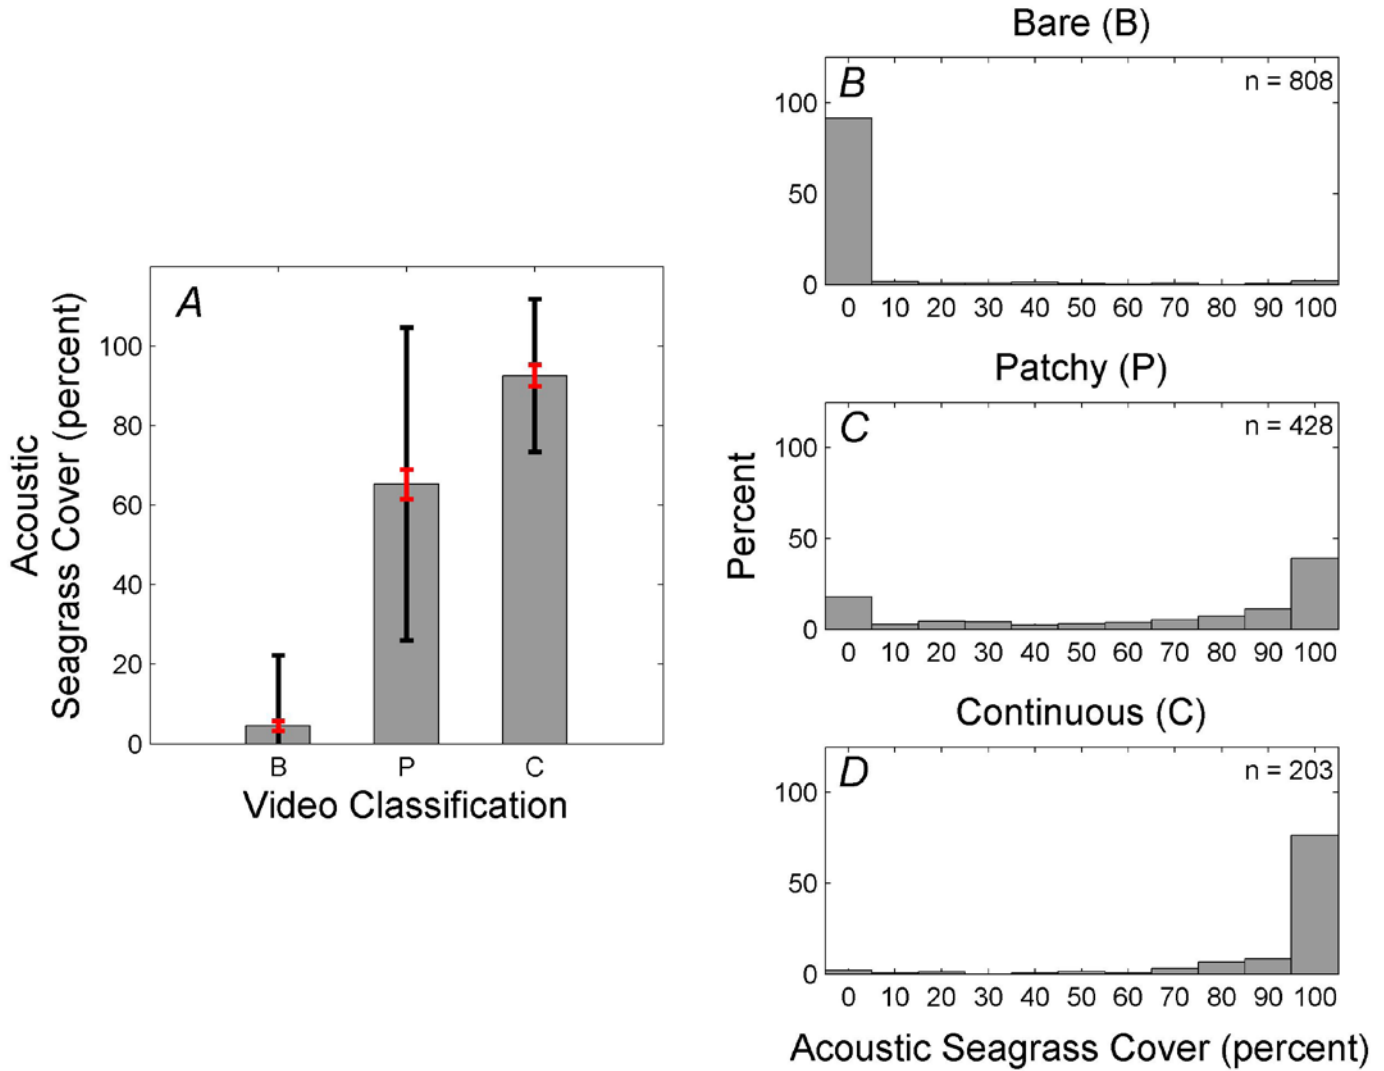 A
Acoustic
Seagrass Cover (percent)
100
80
60
40
20
0
B P C
Video Classification
Bare (B)
B
n = 808
100
50
0
0 10 20 30 40 50 60 70 80 90 100
Patchy (P)
C
n = 428
Percent
100
50
0
0 10 20 30 40 50 60 70 80 90 100
Continuous (C)
D
n = 203
100
50
0
0 10 20 30 40 50 60 70 80 90 100
Acoustic Seagrass Cover (percent)